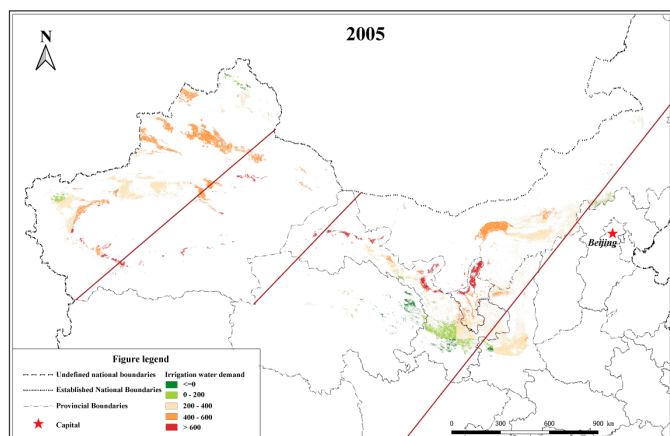 2005
N
Beijing
Figure legend
Undefined national boundaries
Irrigation water demand
Established National Boundaries
<=0
0 - 200
Provincial Boundaries
200 - 400
400 - 600
Capital
> 600
0 300 600 900 km